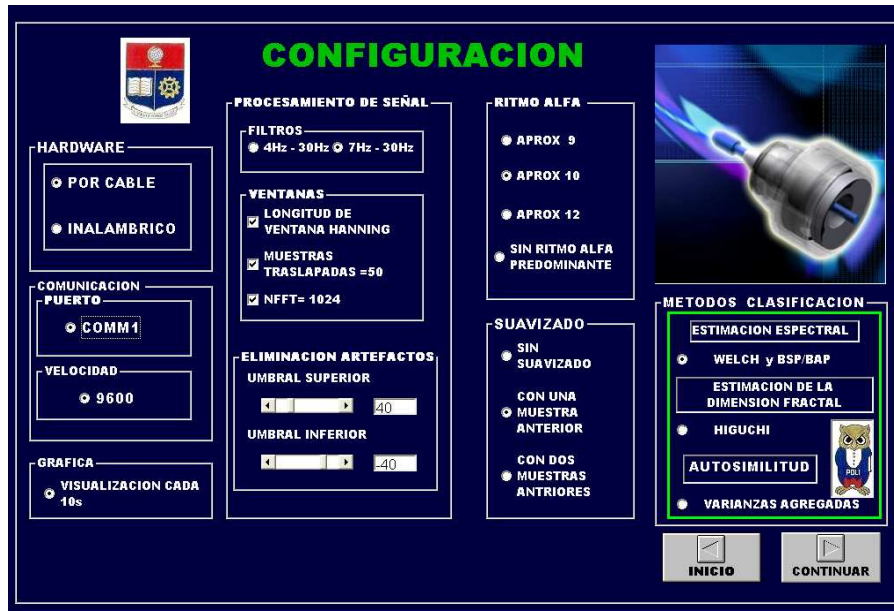 CONFIGURACION
HARDWARE
POR CABLE
INALAMBRICO
COMUNICACION
PUERTO
COMM1
VELOCIDAD
9600
GRAFICA
VISUALIZACION CADA
10s
PROCESAMIENTO DE SEÑAL
FILTROS
4Hz - 30Hz 7Hz - 30Hz
VENTANAS
LONGITUD DE
VENTANA HANNING
MUESTRAS
TRASLAPADAS =50
NFFT= 1024
ELIMINACION ARTEFACTOS
UMBRAL SUPERIOR
40
UMBRAL INFERIOR
-40
RITMO ALFA
APROX 9
APROX 10
APROX 12
SIN RITMO ALFA
PREDOMINANTE
SUAVIZADO
SIN
SUAVIZADO
CON UNA
MUESTRA
ANTERIOR
CON DOS
MUESTRAS
ANTRIORES
METODOS CLASIFICACION
ESTIMACION ESPECTRAL
WELCH y BSP/BAP
ESTIMACION DE LA
DIMENSION FRACTAL
HIGUCHI
POLI
AUTOSIMILITUD
VARIANZAS AGREGADAS
INICIO
CONTINUAR